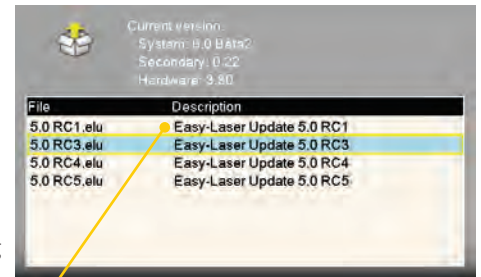 Current version:
System: 6.0 Beta2
Secondary: 0.22
Hardware: 3.80
File Description
5.0 RC1.elu Easy-Laser Update 5.0 RC1
5.0 RC3.elu Easy-Laser Update 5.0 RC3
5.0 RC4.elu Easy-Laser Update 5.0 RC4
5.0 RC5.elu Easy-Laser Update 5.0 RC5